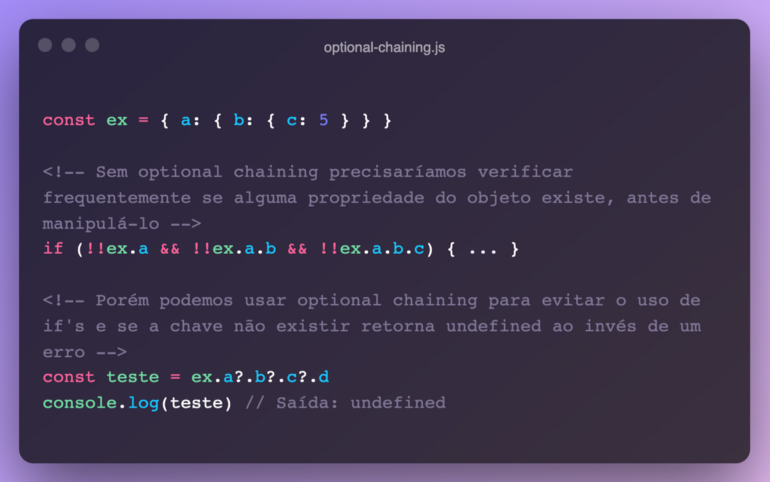 optional-chaining.js
const ex = { a: { b: { c: 5 } } }
<!-- Sem optional chaining precisaríamos verificar
frequentemente se alguma propriedade do objeto existe, antes de
manipulá-lo -->
if (!!ex.a && !!ex.a.b && !!ex.a.b.c) { ... }
<!-- Porém podemos usar optional chaining para evitar o uso de
if's e se a chave não existir retorna undefined ao invés de um
erro -->
const teste = ex.a?.b?.c?.d
console.log(teste) // Saída: undefined